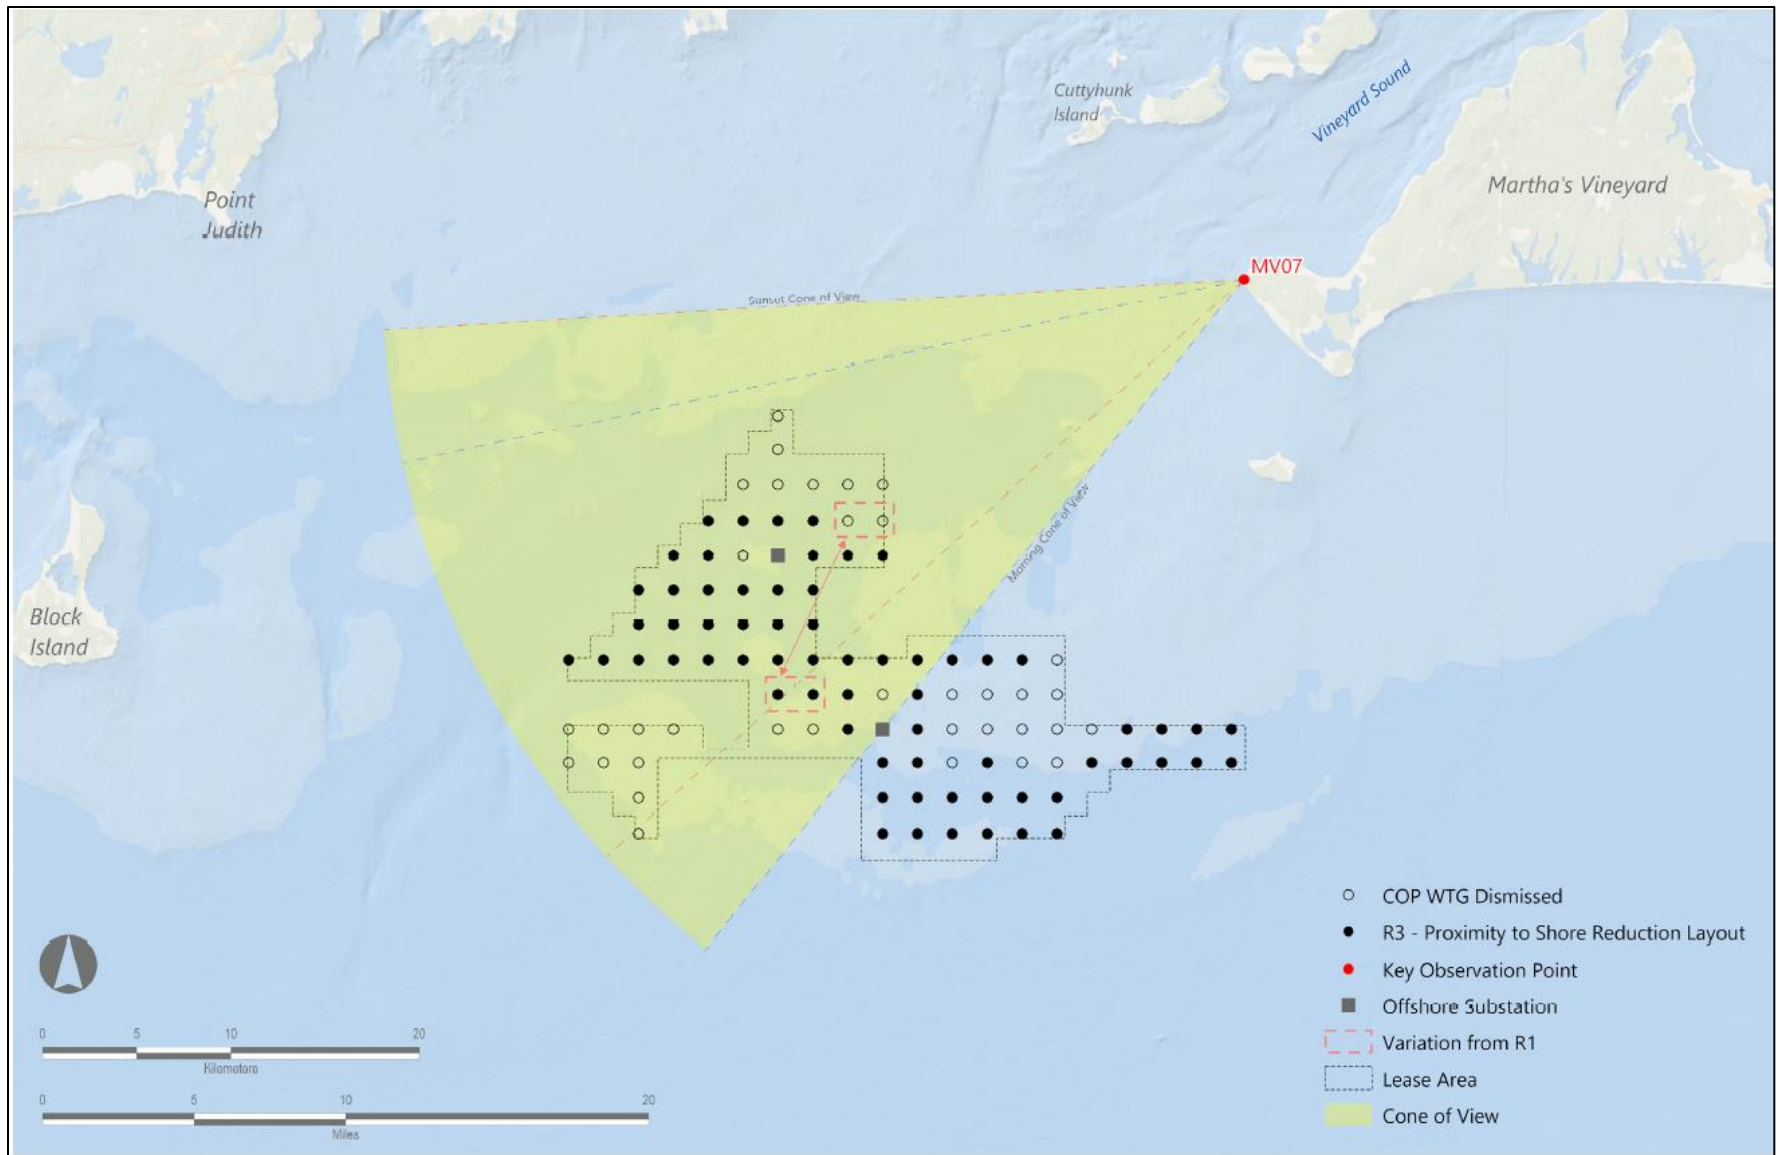 Cuttyhunk
Island
Vineyard Sound
Point
Judith
Martha's Vineyard
MV07
Sunset Cone of View
Morning Cone of View
Block
Island
COP WTG Dismissed
R3 - Proximity to Shore Reduction Layout
Key Observation Point
Offshore Substation
Variation from R1
Lease Area
Cone of View
0 5 10 20
Kilometers
0 5 10 20
Miles